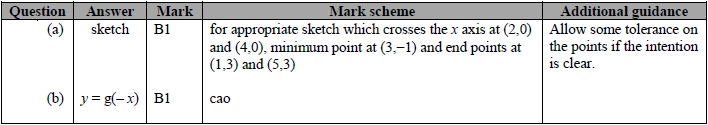 Question Answer Mark Mark scheme Additional guidance
(a) sketch B1 for appropriate sketch which crosses the x axis at (2,0) Allow some tolerance on
and (4,0), minimum point at (3,–1) and end points at the points if the intention
(1,3) and (5,3) is clear.
(b) y = g(– x) B1 cao